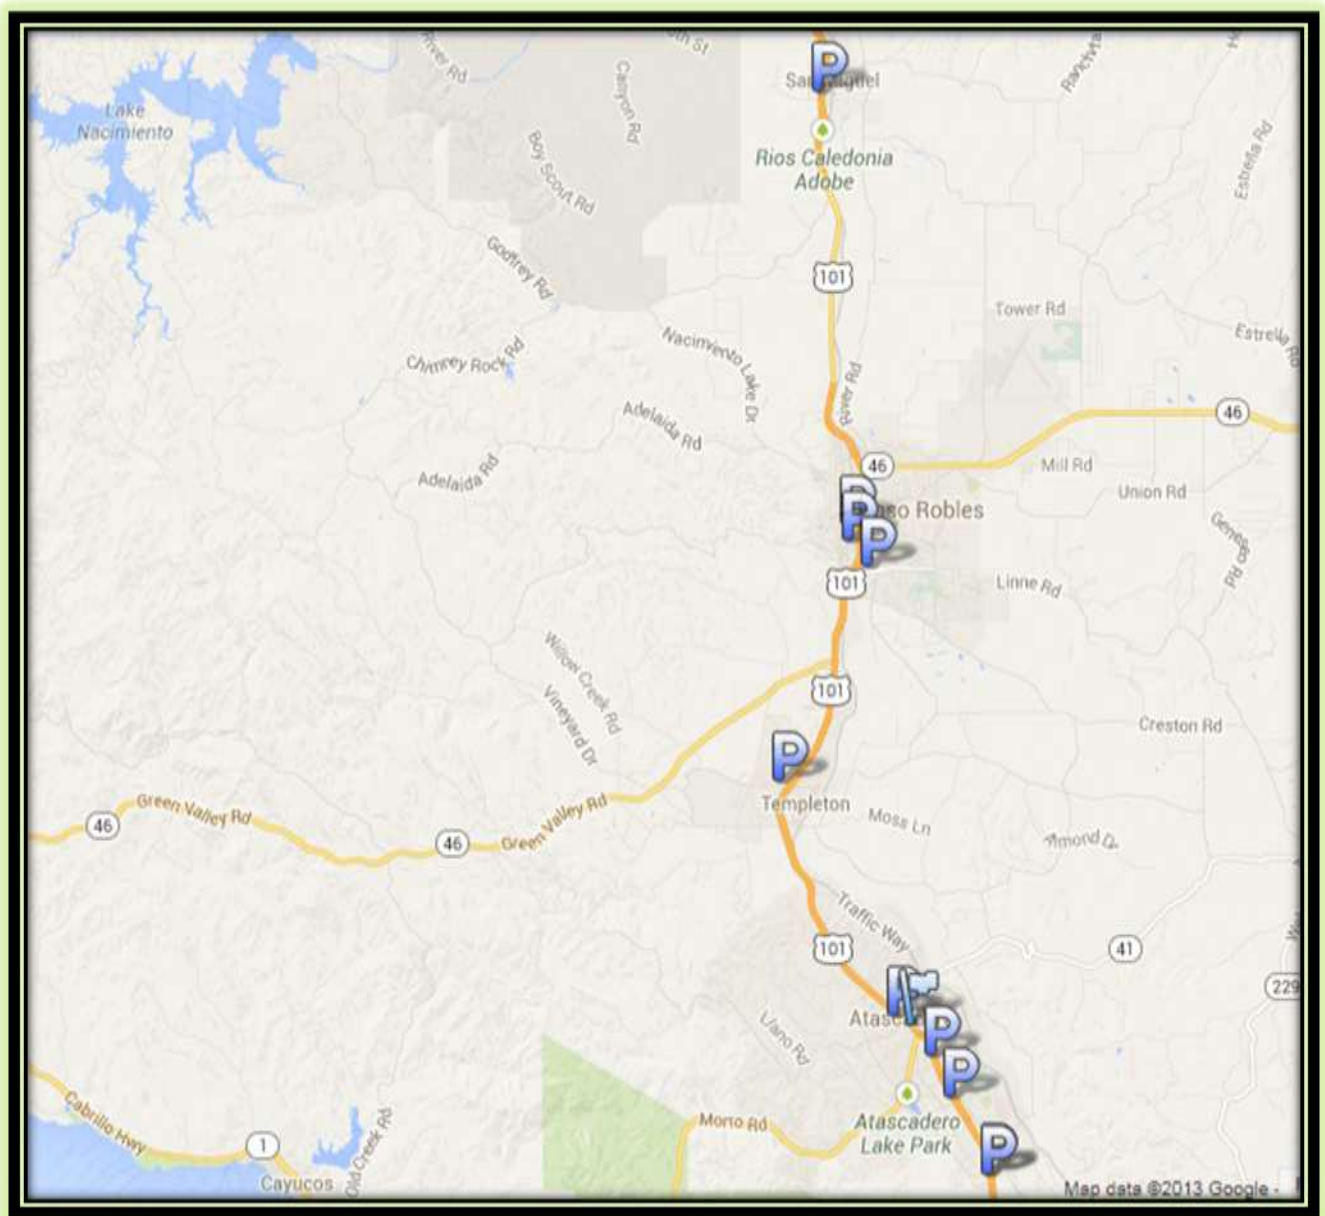 River Rd
Canyon Rd
P
Lake
Nacimiento
Rios Caledonia
Adobe
Boy Scout Rd
Estrella Rd
Godfrey Rd
101
Tower Rd
Estrella Rd
Nacimiento Lake Dr
Chimney Rock Rd
River Rd
46
Adelaida Rd
46
Mill Rd
Adelaida Rd
Union Rd
P
P
Robles
P
101
Linne Rd
Willow Creek Rd
101
Vineyard Dr
Creston Rd
P
Templeton
Green Valley Rd
Green Valley Rd
Moss Ln
46
46
Traffic Way
101
41
229
P
Llano Rd
P
P
Cabrillo Hwy
Morro Rd
Atascadero
Lake Park
Old Creek Rd
1
P
Cayucos
Map data ©2013 Google -